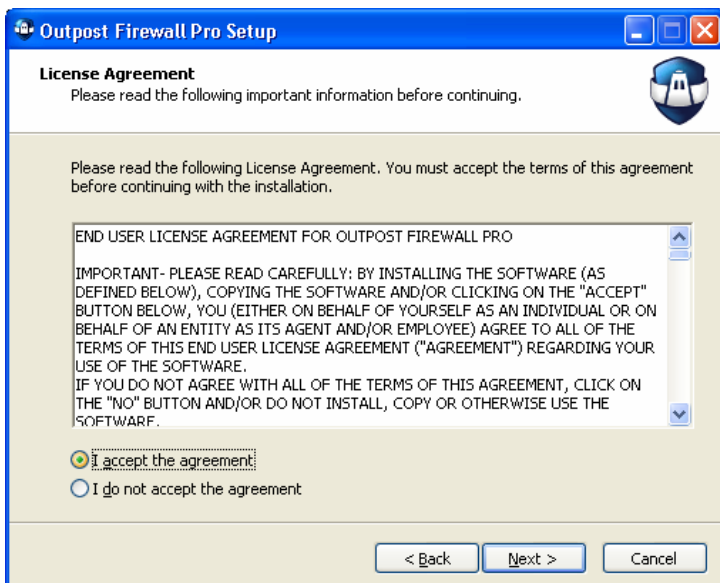 Outpost Firewall Pro Setup
License Agreement
Please read the following important information before continuing.
Please read the following License Agreement. You must accept the terms of this agreement
before continuing with the installation.
END USER LICENSE AGREEMENT FOR OUTPOST FIREWALL PRO
IMPORTANT- PLEASE READ CAREFULLY: BY INSTALLING THE SOFTWARE (AS
DEFINED BELOW), COPYING THE SOFTWARE AND/OR CLICKING ON THE "ACCEPT"
BUTTON BELOW, YOU (EITHER ON BEHALF OF YOURSELF AS AN INDIVIDUAL OR ON
BEHALF OF AN ENTITY AS ITS AGENT AND/OR EMPLOYEE) AGREE TO ALL OF THE
TERMS OF THIS END USER LICENSE AGREEMENT ("AGREEMENT") REGARDING YOUR
USE OF THE SOFTWARE.
IF YOU DO NOT AGREE WITH ALL OF THE TERMS OF THIS AGREEMENT, CLICK ON
THE "NO" BUTTON AND/OR DO NOT INSTALL, COPY OR OTHERWISE USE THE
SOFTWARE.
I accept the agreement
I do not accept the agreement
< Back Next > Cancel